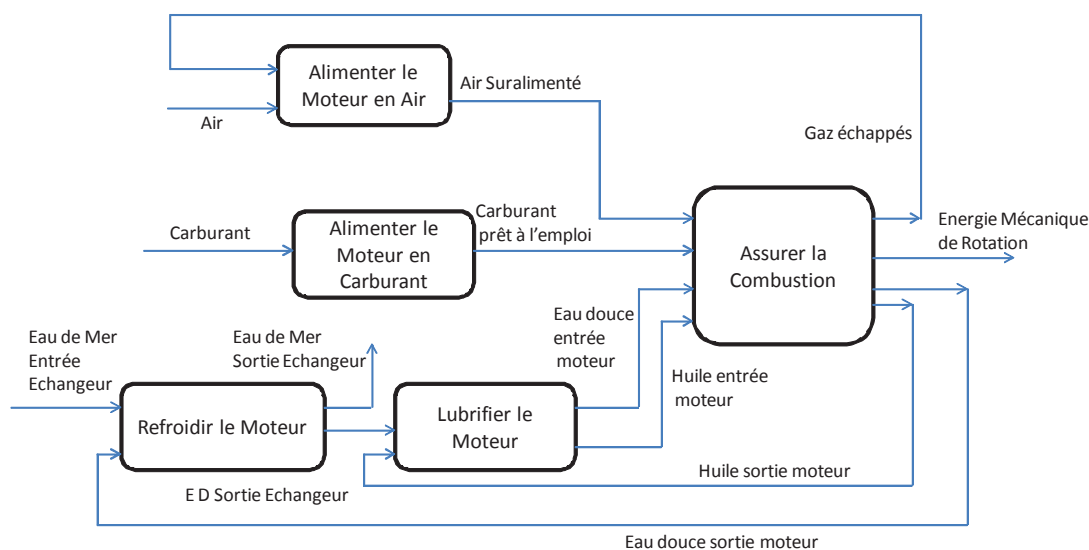 Alimenter le
Moteur en Air
Air Suralimenté
Air
Gaz échappés
Carburant
Alimenter le
Moteur en
Carburant
Carburant
prêt à l'emploi
Assurer la
Combustion
Energie Mécanique
de Rotation
Eau de Mer
Entrée
Echangeur
Eau de Mer
Sortie Echangeur
Eau douce
entrée
moteur
Huile entrée
moteur
Refroidir le Moteur
Lubrifier le
Moteur
E D Sortie Echangeur
Huile sortie moteur
Eau douce sortie moteur